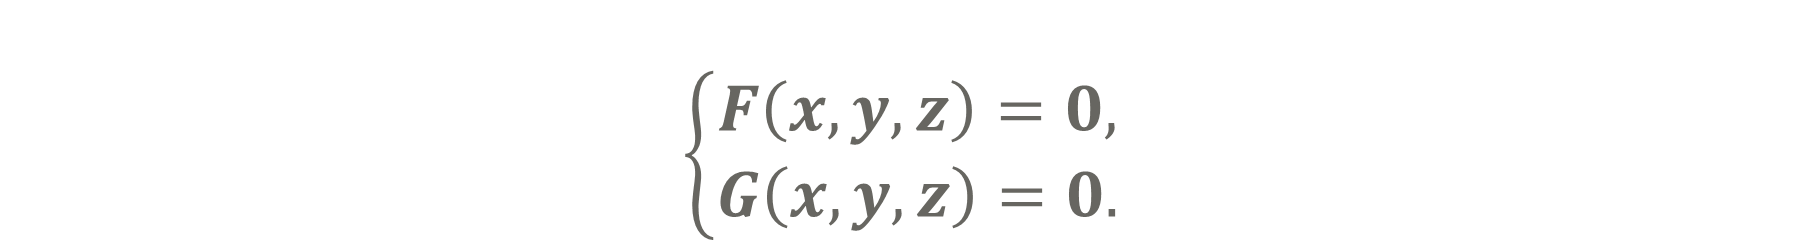 F(x, y, z) = 0,
G(x, y, z) = 0.